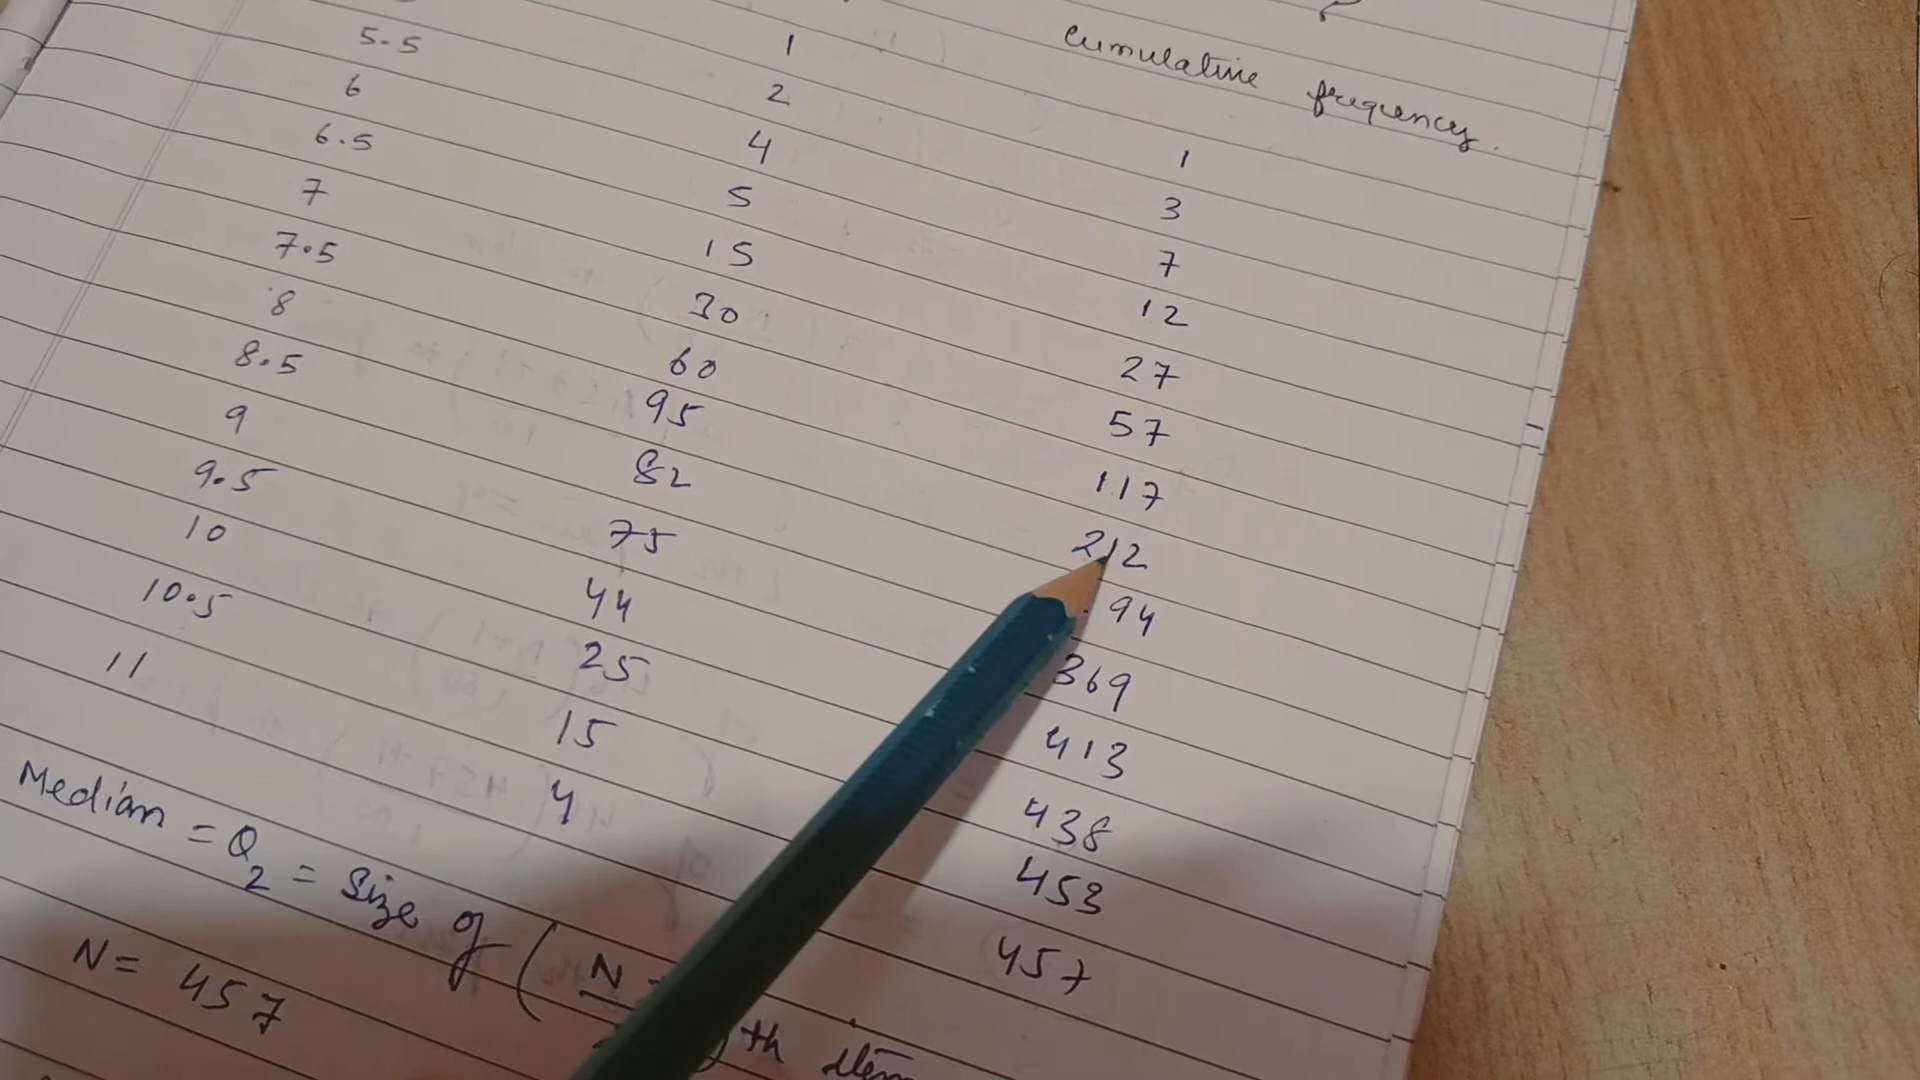 cumulative frequency.
1 1
2 3
5.5 4 7
6 5 12
6.5 15 27
7 30 57
7.5 60 117
8 95 212
8.5 82 94
9 75 369
9.5 44 413
10 25 438
10.5 15 453
11 4 457
Median = Q2 = Size of ( N th item
N = 457